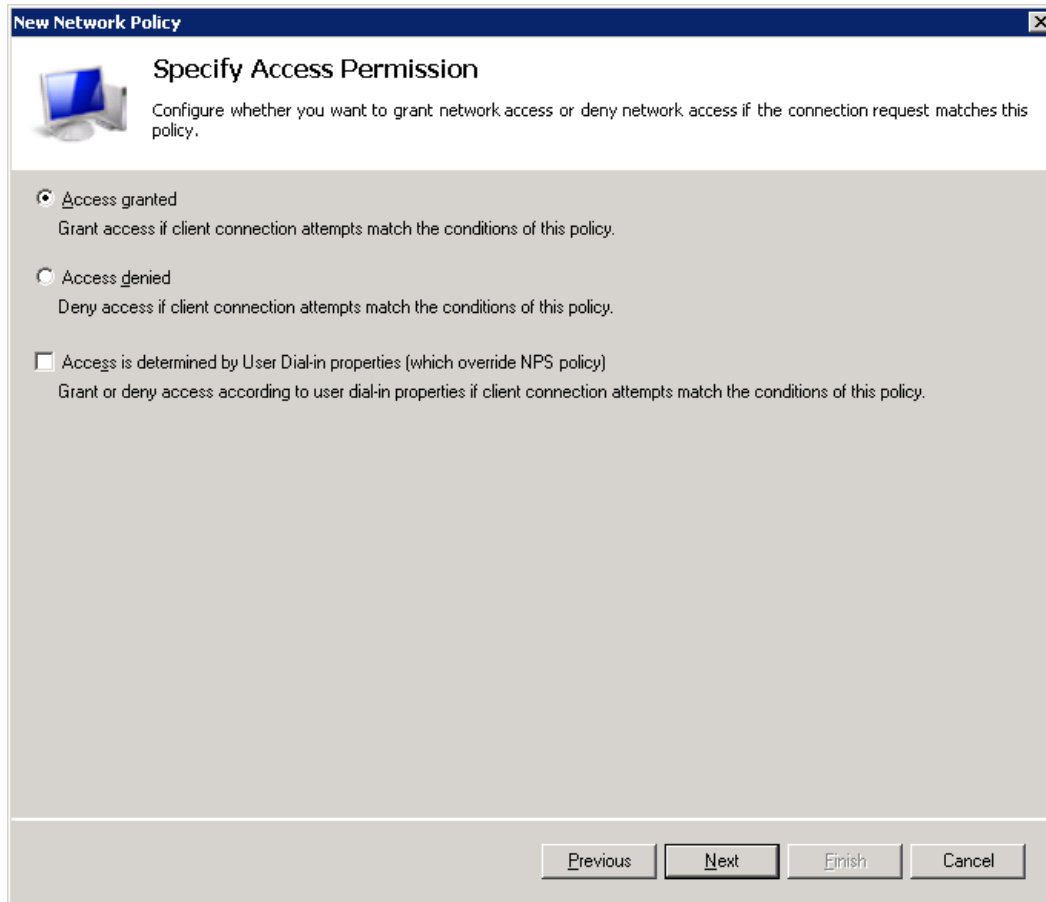 New Network Policy
Specify Access Permission
Configure whether you want to grant network access or deny network access if the connection request matches this
policy.
Access granted
Grant access if client connection attempts match the conditions of this policy.
Access denied
Deny access if client connection attempts match the conditions of this policy.
Access is determined by User Dial-in properties (which override NPS policy)
Grant or deny access according to user dial-in properties if client connection attempts match the conditions of this policy.
Previous Next Finish Cancel